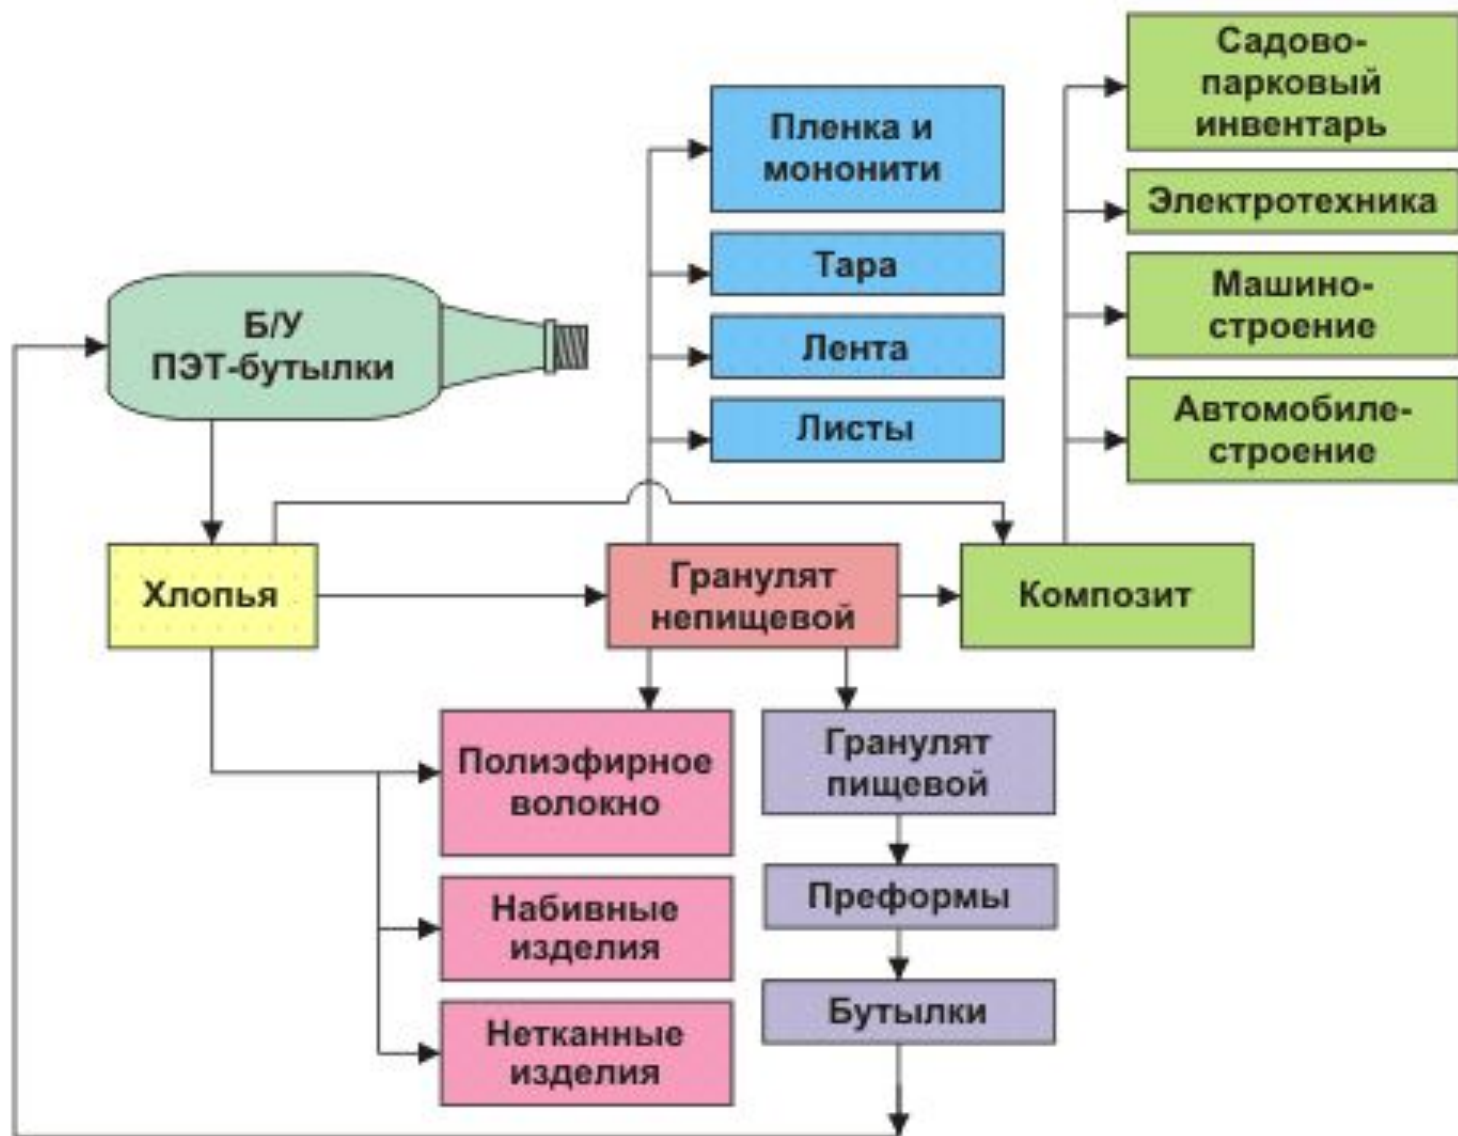 Садово-
парковый
инвентарь
Пленка и
мононити
Электротехника
Тара
Машино-
строение
Б/У
ПЭТ-бутылки
Лента
Листы
Автомобиле-
строение
Хлопья
Гранулят
непищевой
Композит
Полиэфирное
волокно
Гранулят
пищевой
Набивные
изделия
Преформы
Нетканные
изделия
Бутылки